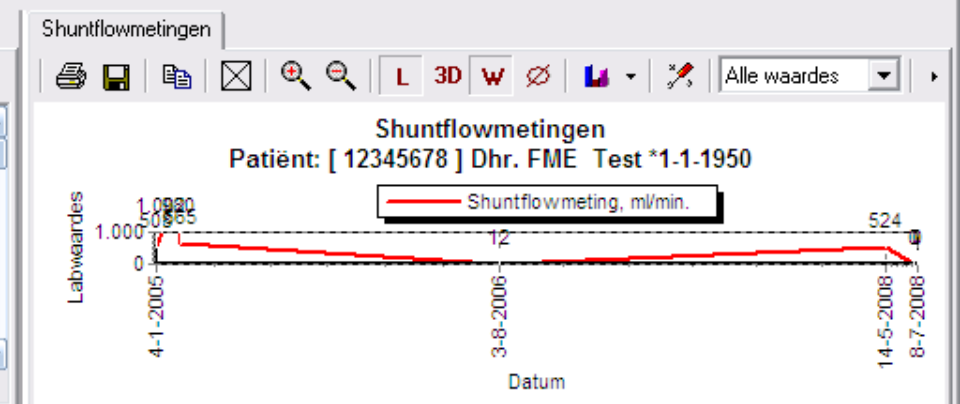 Shuntflowmetingen
L 3D W Alle waardes
Shuntflowmetingen
Patiënt: [ 12345678 ] Dhr. FME Test *1-1-1950
Shuntflowmeting, ml/min.
Labwaardes
524
1.000
12
0
4-1-2005
3-8-2006
14-5-2008
8-7-2008
Datum